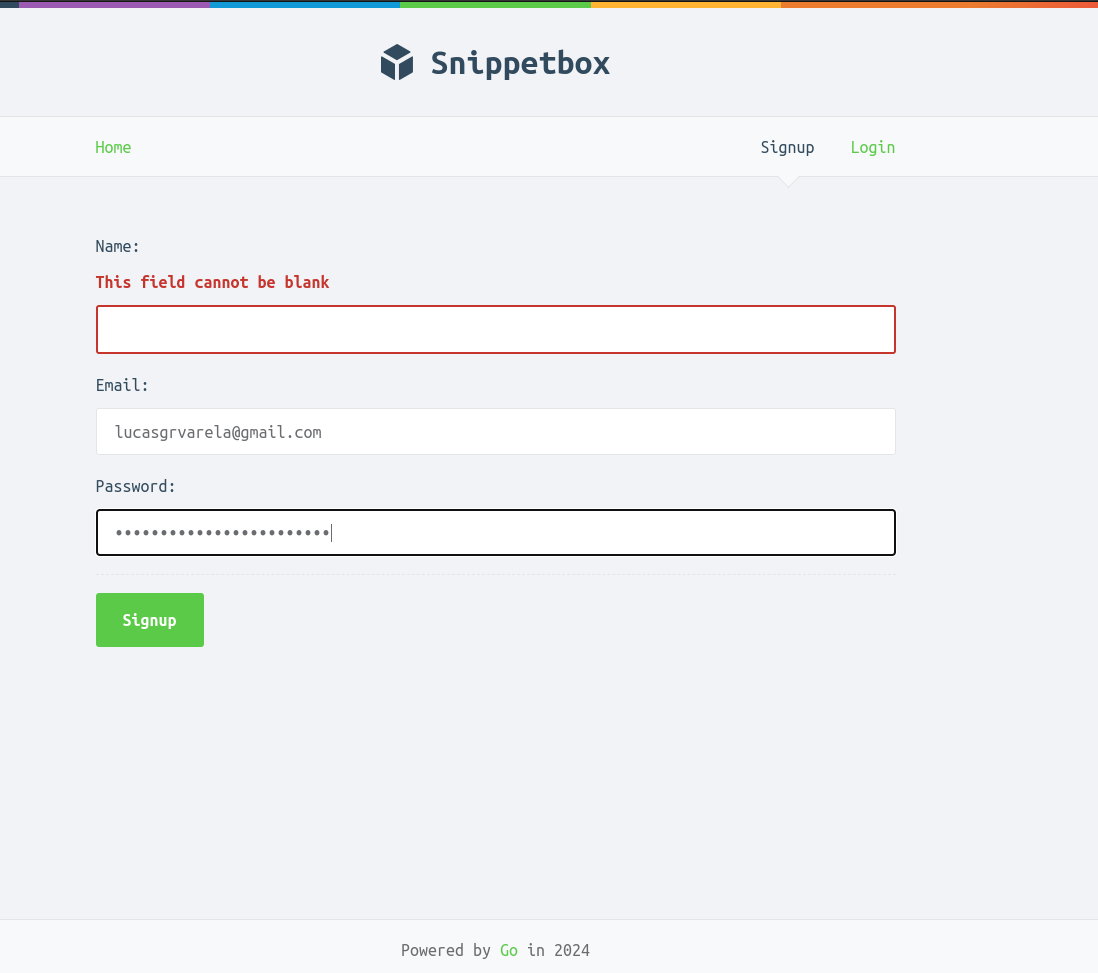 Snippetbox
Home Signup Login
Name:
This field cannot be blank
Email:
lucasgrvarela@gmail.com
Password:
••••••••••••••••••••••••
Signup
Powered by Go in 2024